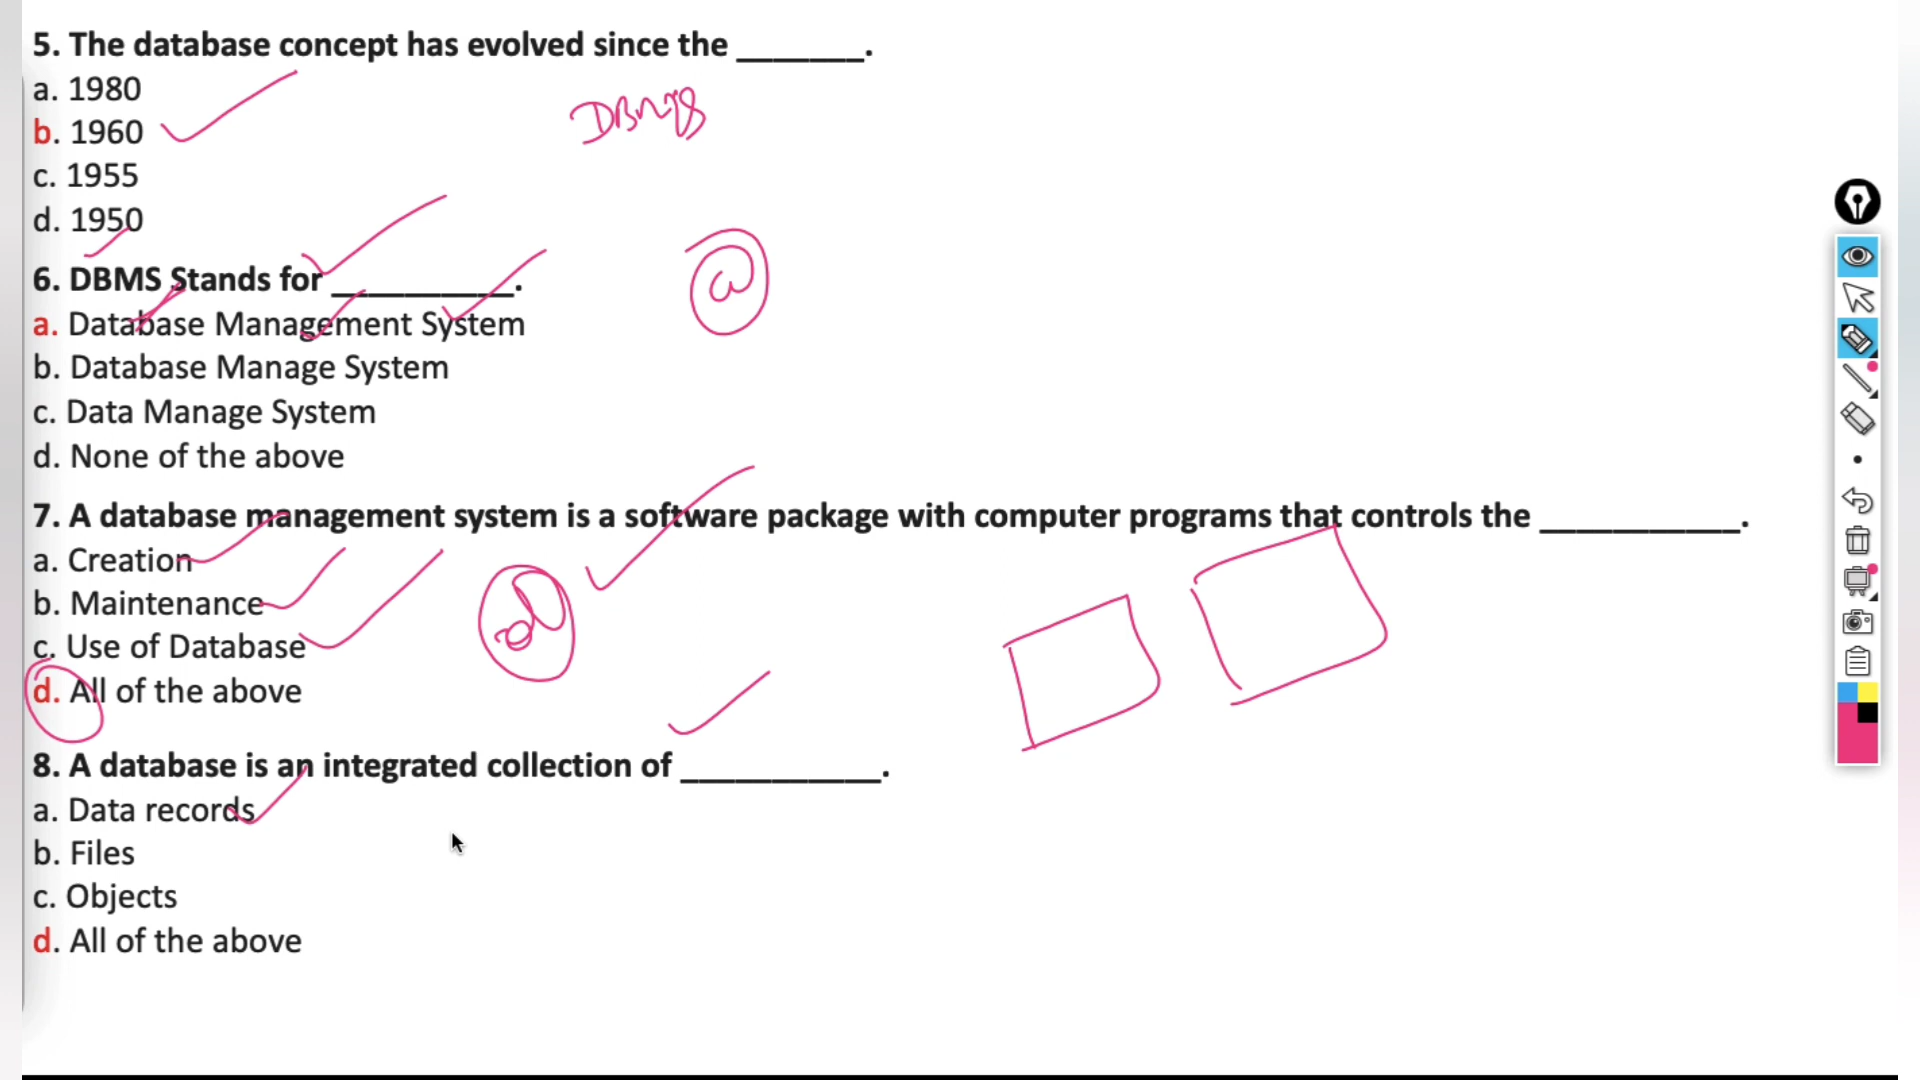 5. The database concept has evolved since the _______.
a. 1980
b. 1960
c. 1955
d. 1950
DBMS
6. DBMS Stands for __________.
a. Database Management System
b. Database Manage System
c. Data Manage System
d. None of the above
a
7. A database management system is a software package with computer programs that controls the ___________.
a. Creation
b. Maintenance
c. Use of Database
d. All of the above
d
8. A database is an integrated collection of ___________.
a. Data records
b. Files
c. Objects
d. All of the above